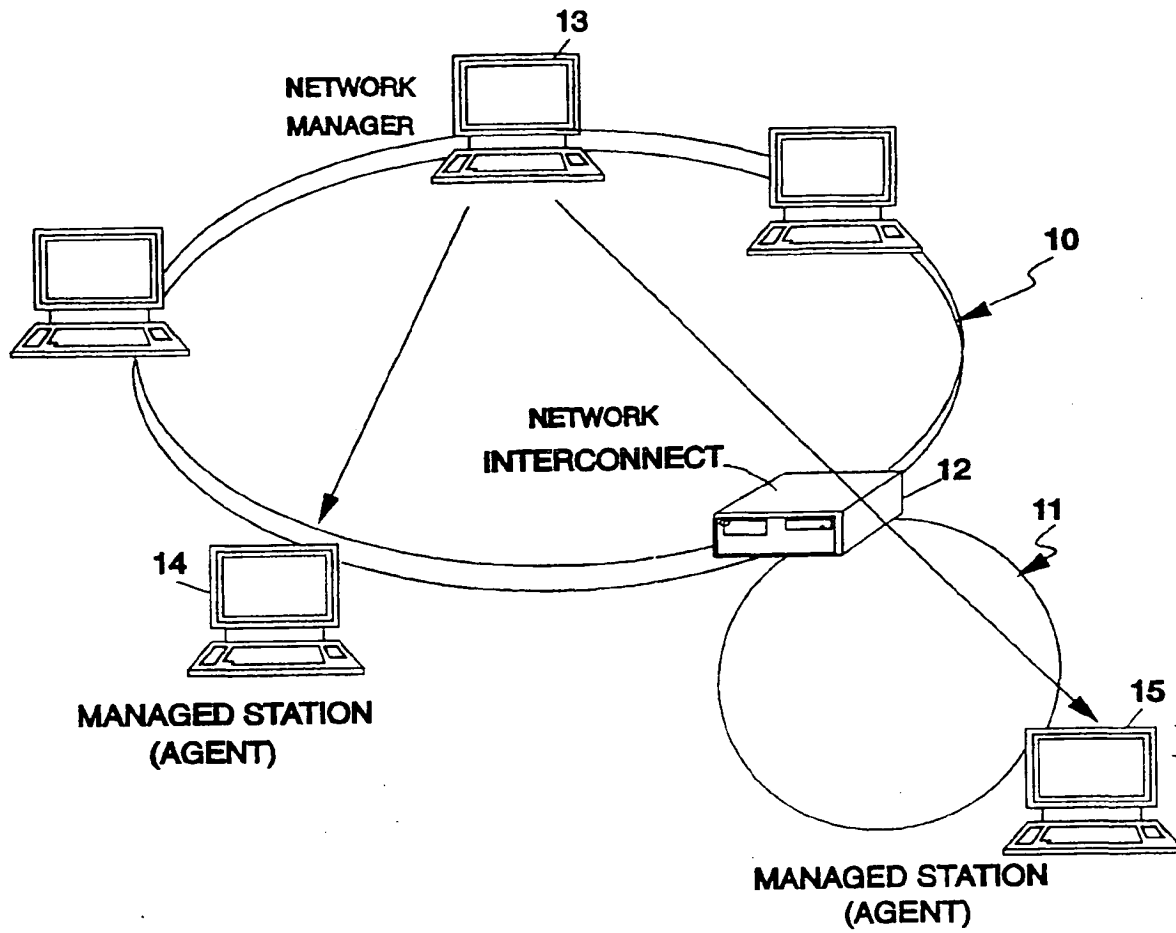 13
NETWORK
MANAGER
10
NETWORK
INTERCONNECT
12
11
14
MANAGED STATION
(AGENT)
15
MANAGED STATION
(AGENT)